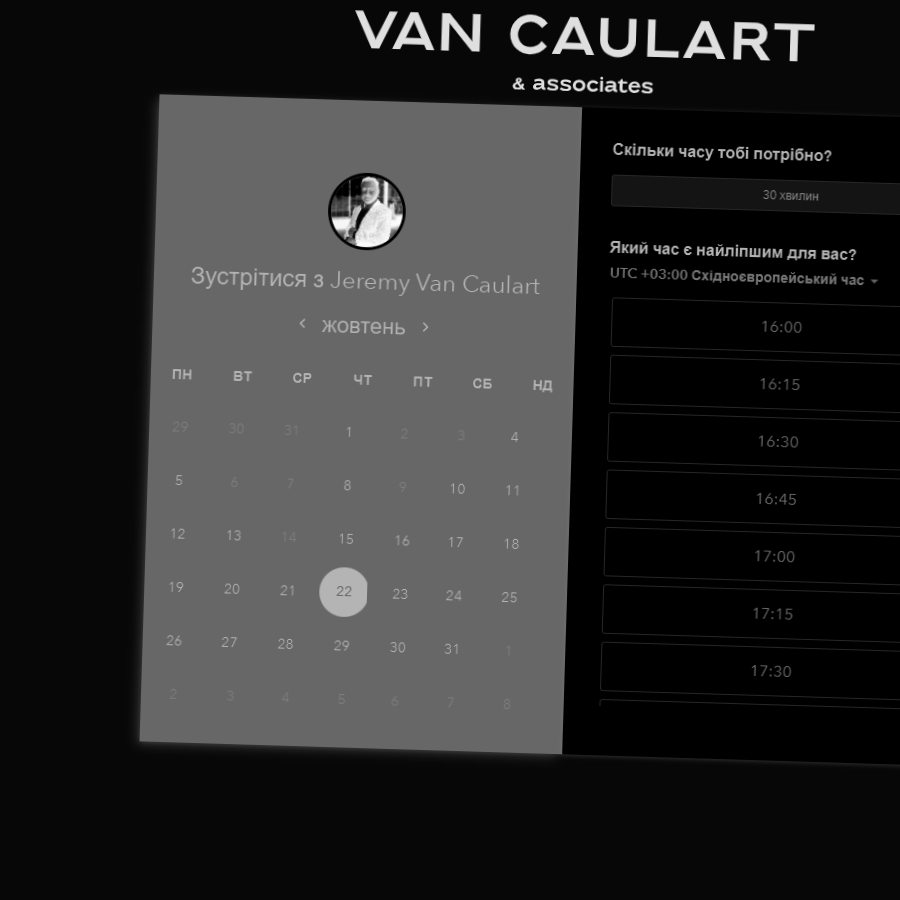 VAN CAULART
& associates
Зустрітися з Jeremy Van Caulart
жовтень
ПН ВТ СР ЧТ ПТ СБ НД
29 30 31 1 2 3 4
5 6 7 8 9 10 11
12 13 14 15 16 17 18
19 20 21 22 23 24 25
26 27 28 29 30 31 1
2 3 4 5 6 7 8
Скільки часу тобі потрібно?
30 хвилин
Який час є найліпшим для вас?
UTC +03:00 Східноєвропейський час
16:00
16:15
16:30
16:45
17:00
17:15
17:30